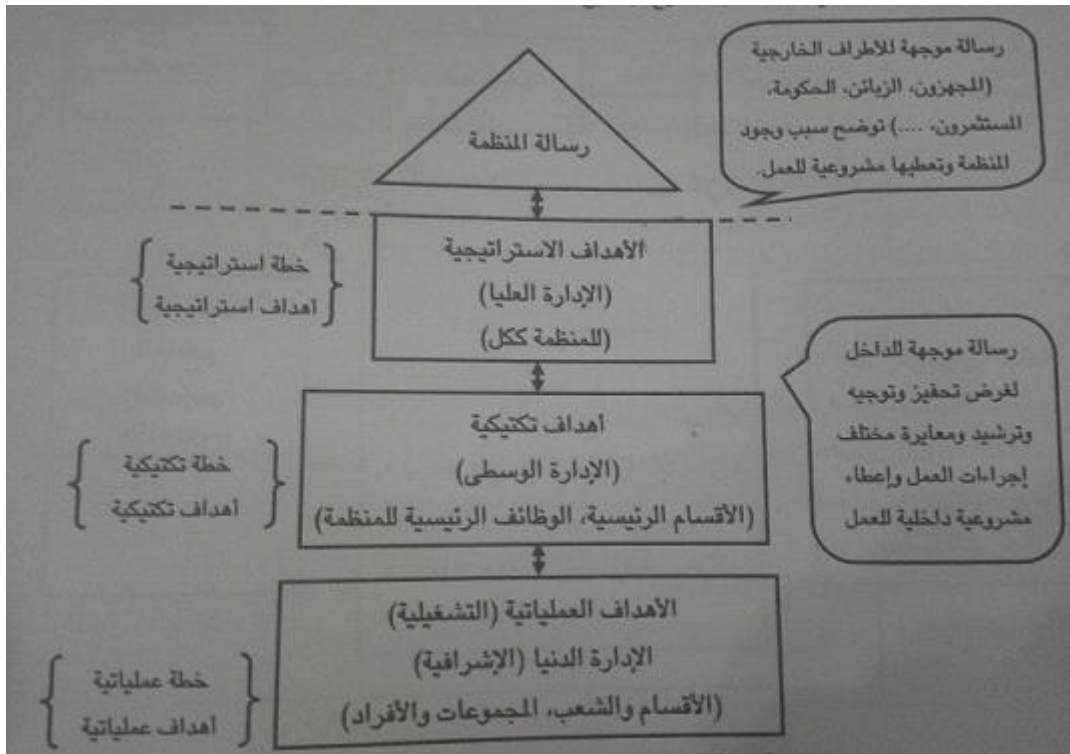 رسالة موجهة للأطراف الخارجية
(المجهزون، الزبائن، الحكومة،
المستثمرون، ....) توضح سبب وجود
المنظمة وتعطيها مشروعية للعمل.
رسالة المنظمة
الأهداف الاستراتيجية
(الإدارة العليا)
(للمنظمة ككل)
خطة استراتيجية
أهداف استراتيجية
رسالة موجهة للداخل
لغرض تحفيز وتوجيه
وترشيد ومعايرة مختلف
إجراءات العمل وإعطاء
مشروعية داخلية للعمل
أهداف تكتيكية
(الإدارة الوسطى)
(الأقسام الرئيسية، الوظائف الرئيسية للمنظمة)
خطة تكتيكية
أهداف تكتيكية
الأهداف العملياتية (التشغيلية)
الإدارة الدنيا (الإشرافية)
(الأقسام والشعب، المجموعات والأفراد)
خطة عملياتية
أهداف عملياتية